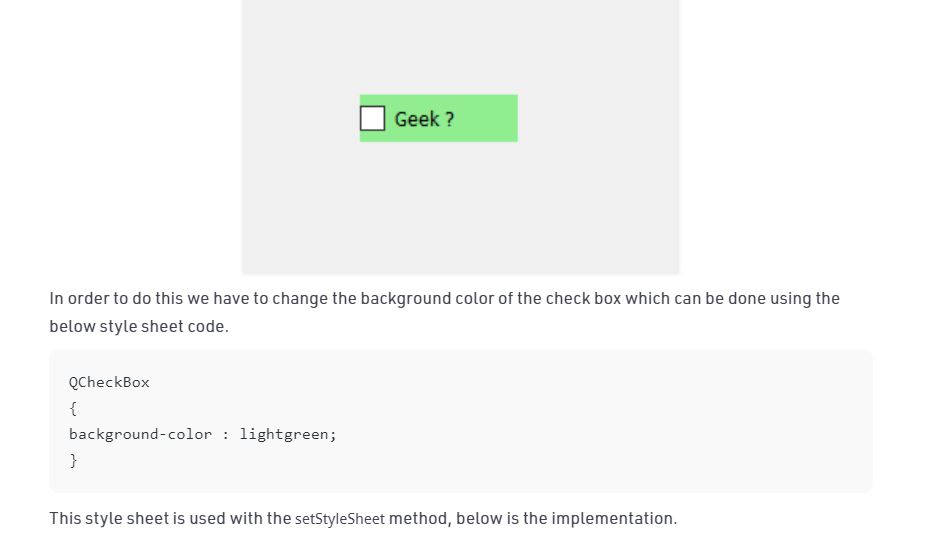 Geek ?
In order to do this we have to change the background color of the check box which can be done using the
below style sheet code.
QCheckBox
{
background-color : lightgreen;
}
This style sheet is used with the setStyleSheet method, below is the implementation.